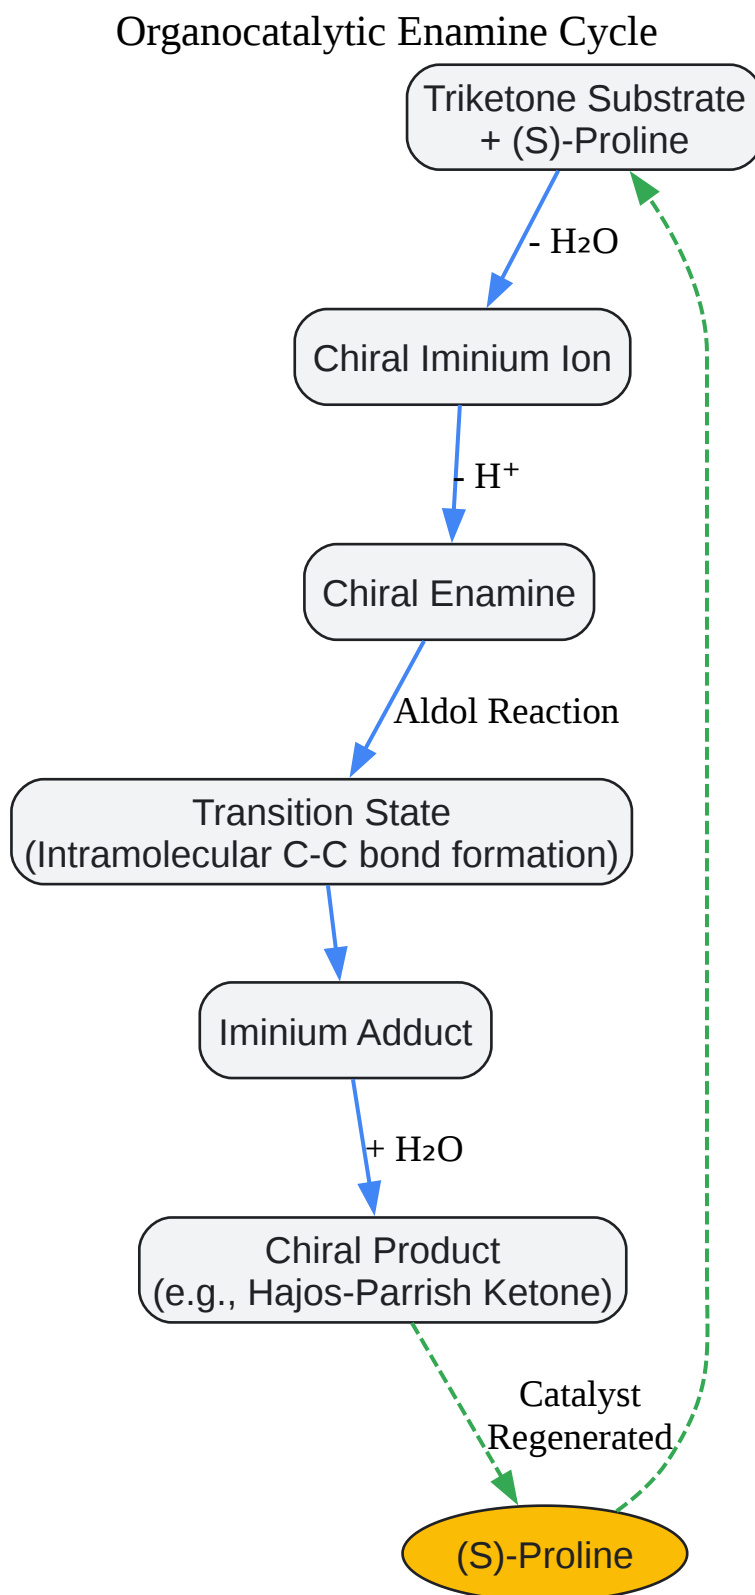 Organocatalytic Enamine Cycle
Triketone Substrate
+ (S)-Proline
- H₂O
Chiral Iminium Ion
- H⁺
Chiral Enamine
Aldol Reaction
Transition State
(Intramolecular C-C bond formation)
Iminium Adduct
+ H₂O
Chiral Product
(e.g., Hajos-Parrish Ketone)
Catalyst
Regenerated
(S)-Proline